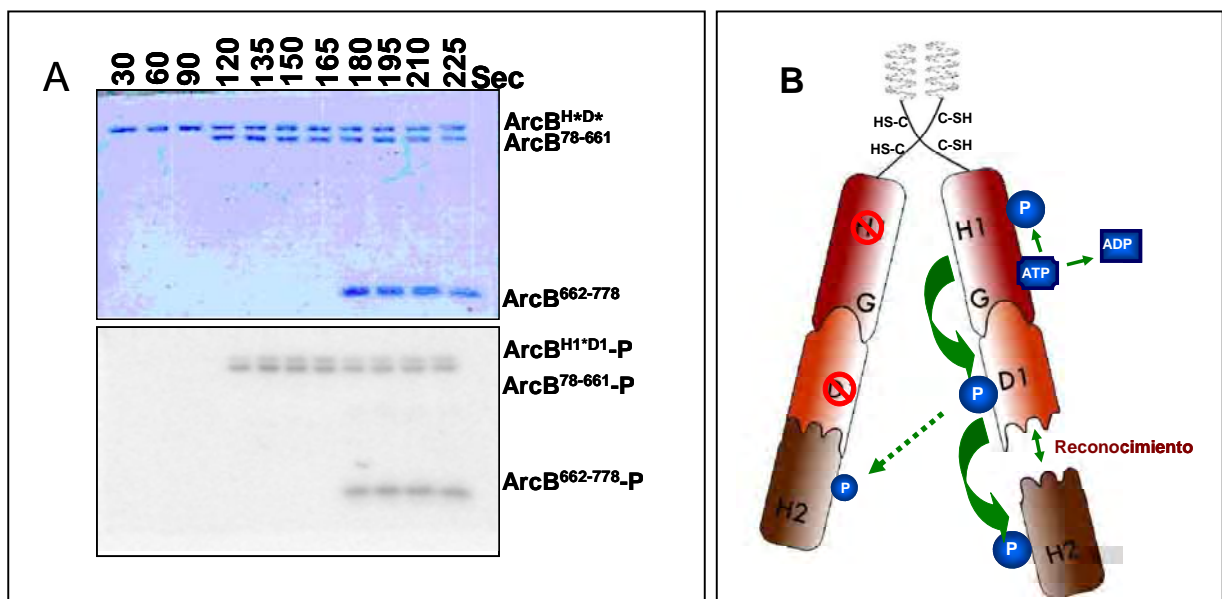 A
30 60 90 120 135 150 165 180 195 210 225 Sec
ArcB^H*D*
ArcB^78-661
ArcB^662-778
ArcB^H1*D1-P
ArcB^78-661-P
ArcB^662-778-P
B
HS-C C-SH
HS-C C-SH
H H1 P
ATP ADP
G G
D P D1
Reconocimiento
H2 P
P H2